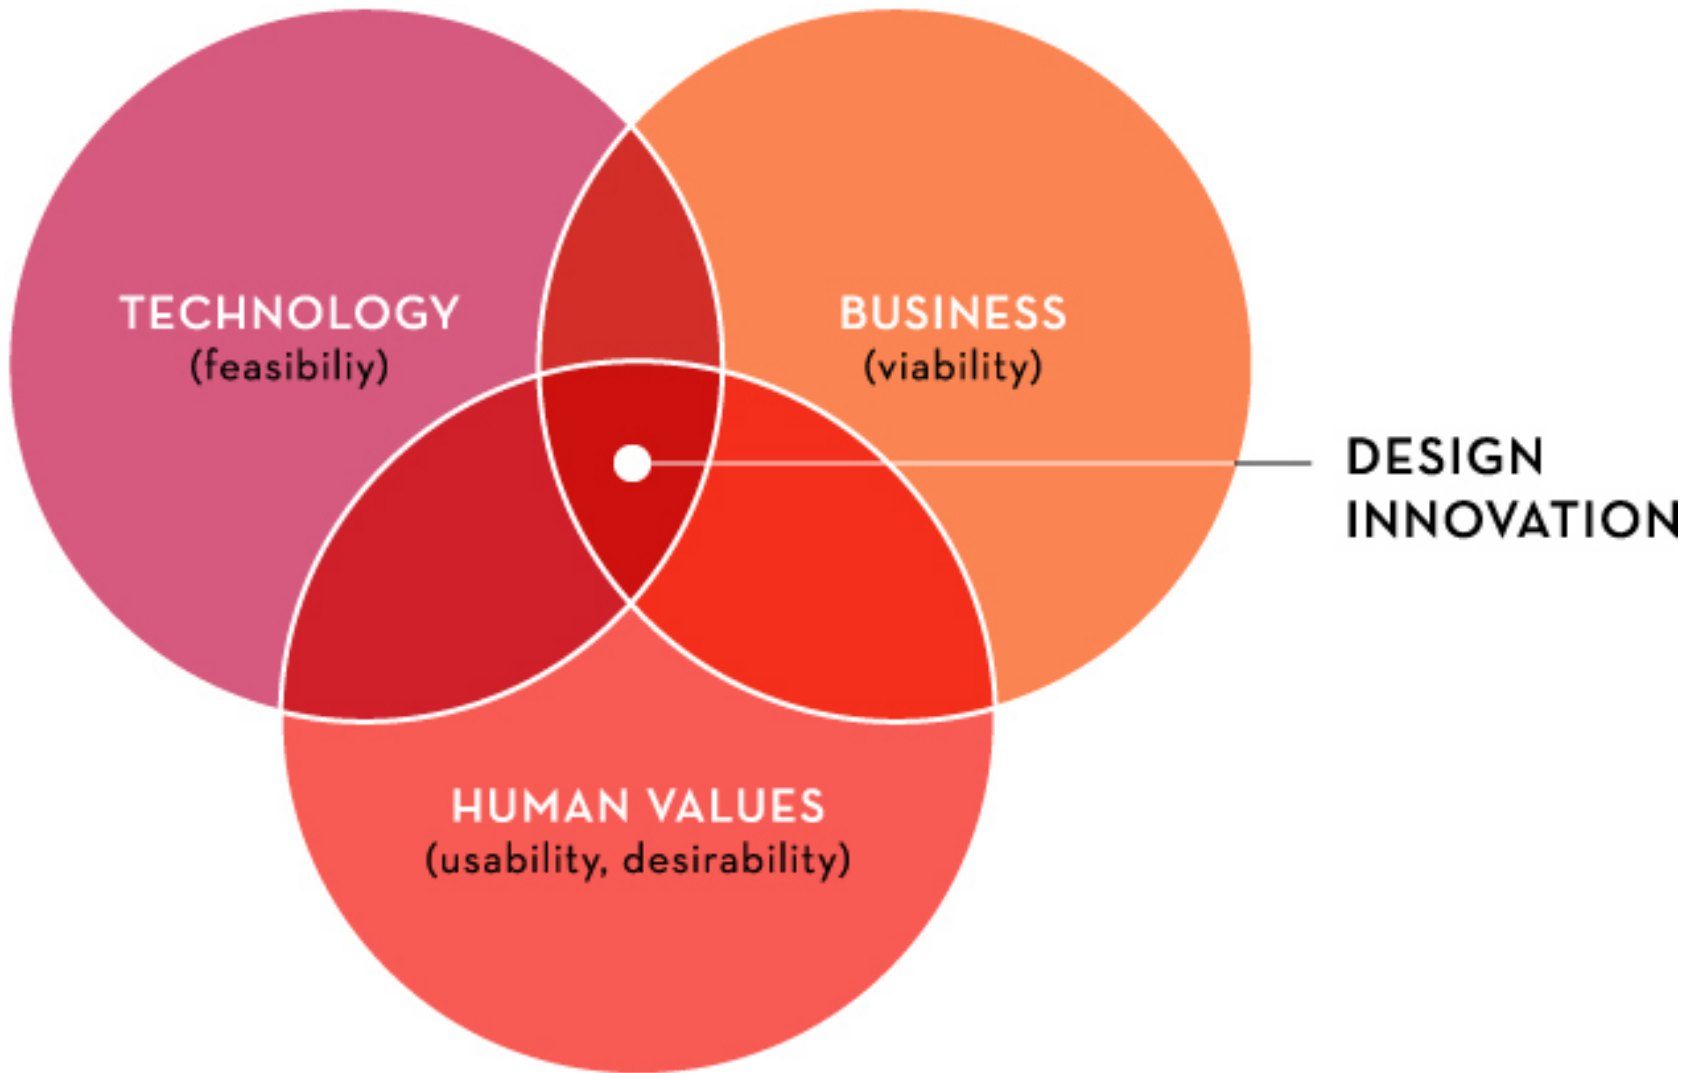 TECHNOLOGY
(feasibiliy)
BUSINESS
(viability)
DESIGN
INNOVATION
HUMAN VALUES
(usability, desirability)